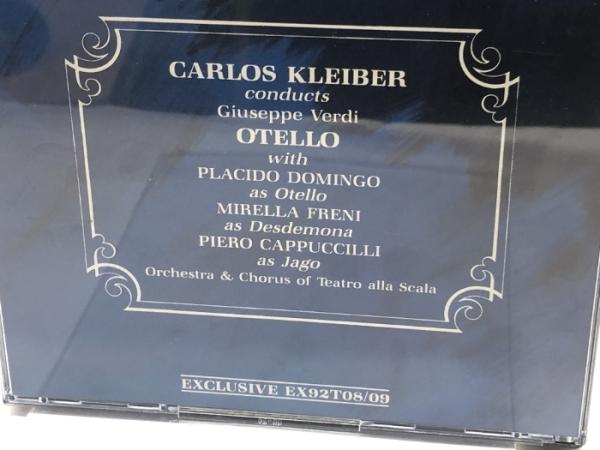 CARLOS KLEIBER
conducts
Giuseppe Verdi
OTELLO
with
PLACIDO DOMINGO
as Otello
MIRELLA FRENI
as Desdemona
PIERO CAPPUCCILLI
as Jago
Orchestra & Chorus of Teatro alla Scala
EXCLUSIVE EX92T08/09